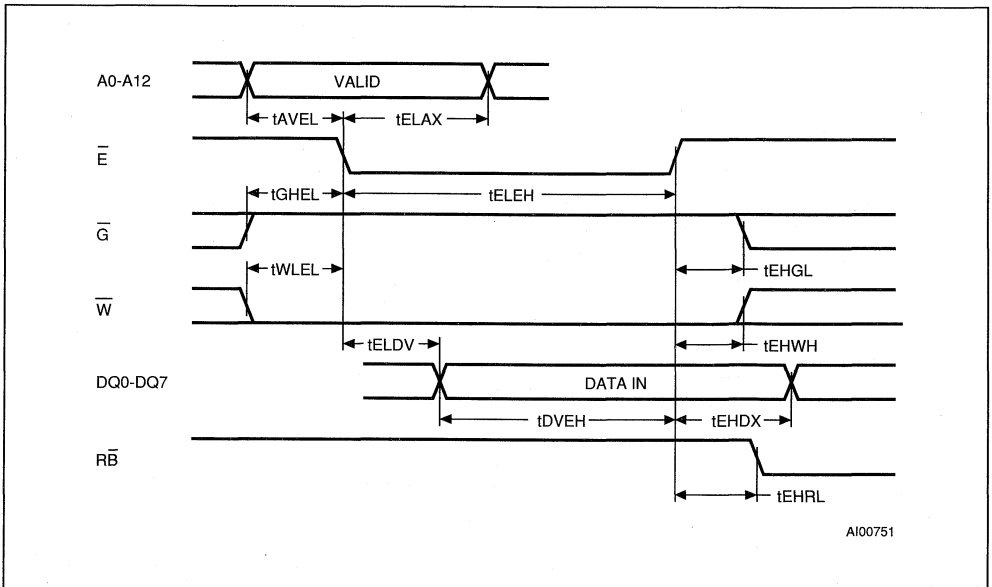 A0-A12
VALID
tAVEL
tELAX
E̅
tGHEL
tELEH
G̅
tWLEL
tEHGL
W̅
tELDV
tEHWH
DQ0-DQ7
DATA IN
tDVEH
tEHDX
RB̅
tEHRL
AI00751